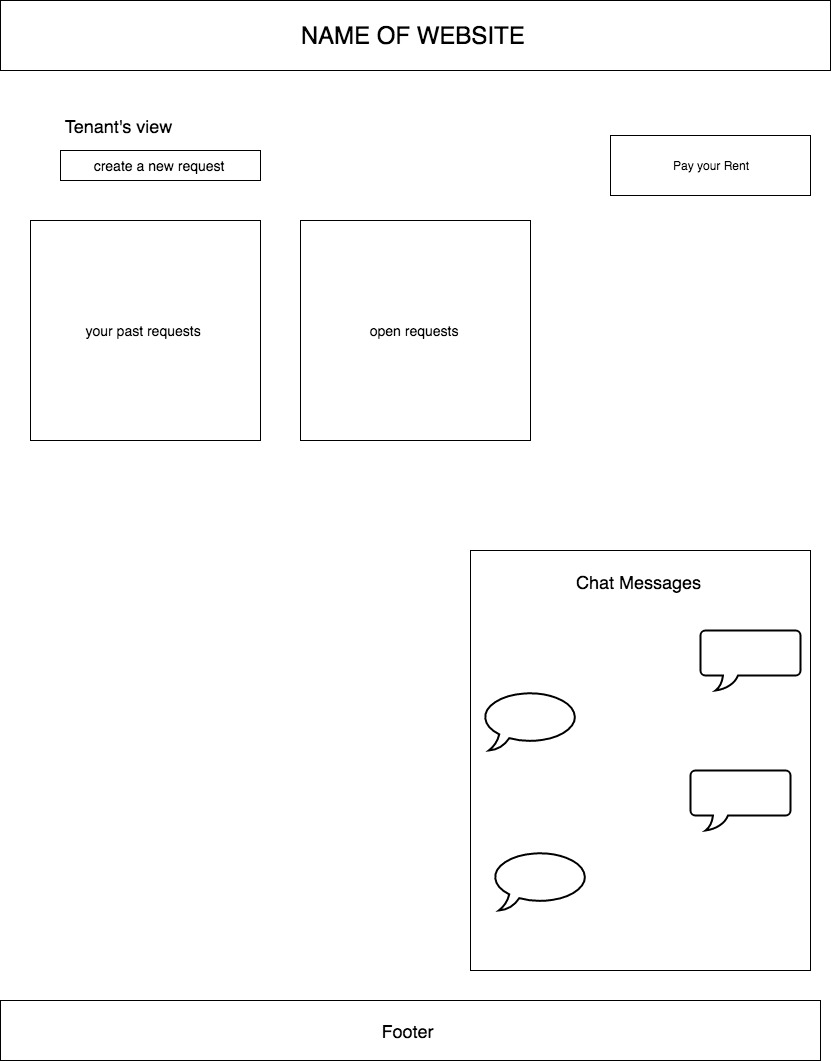 NAME OF WEBSITE
Tenant's view
create a new request
Pay your Rent
your past requests
open requests
Chat Messages
Footer